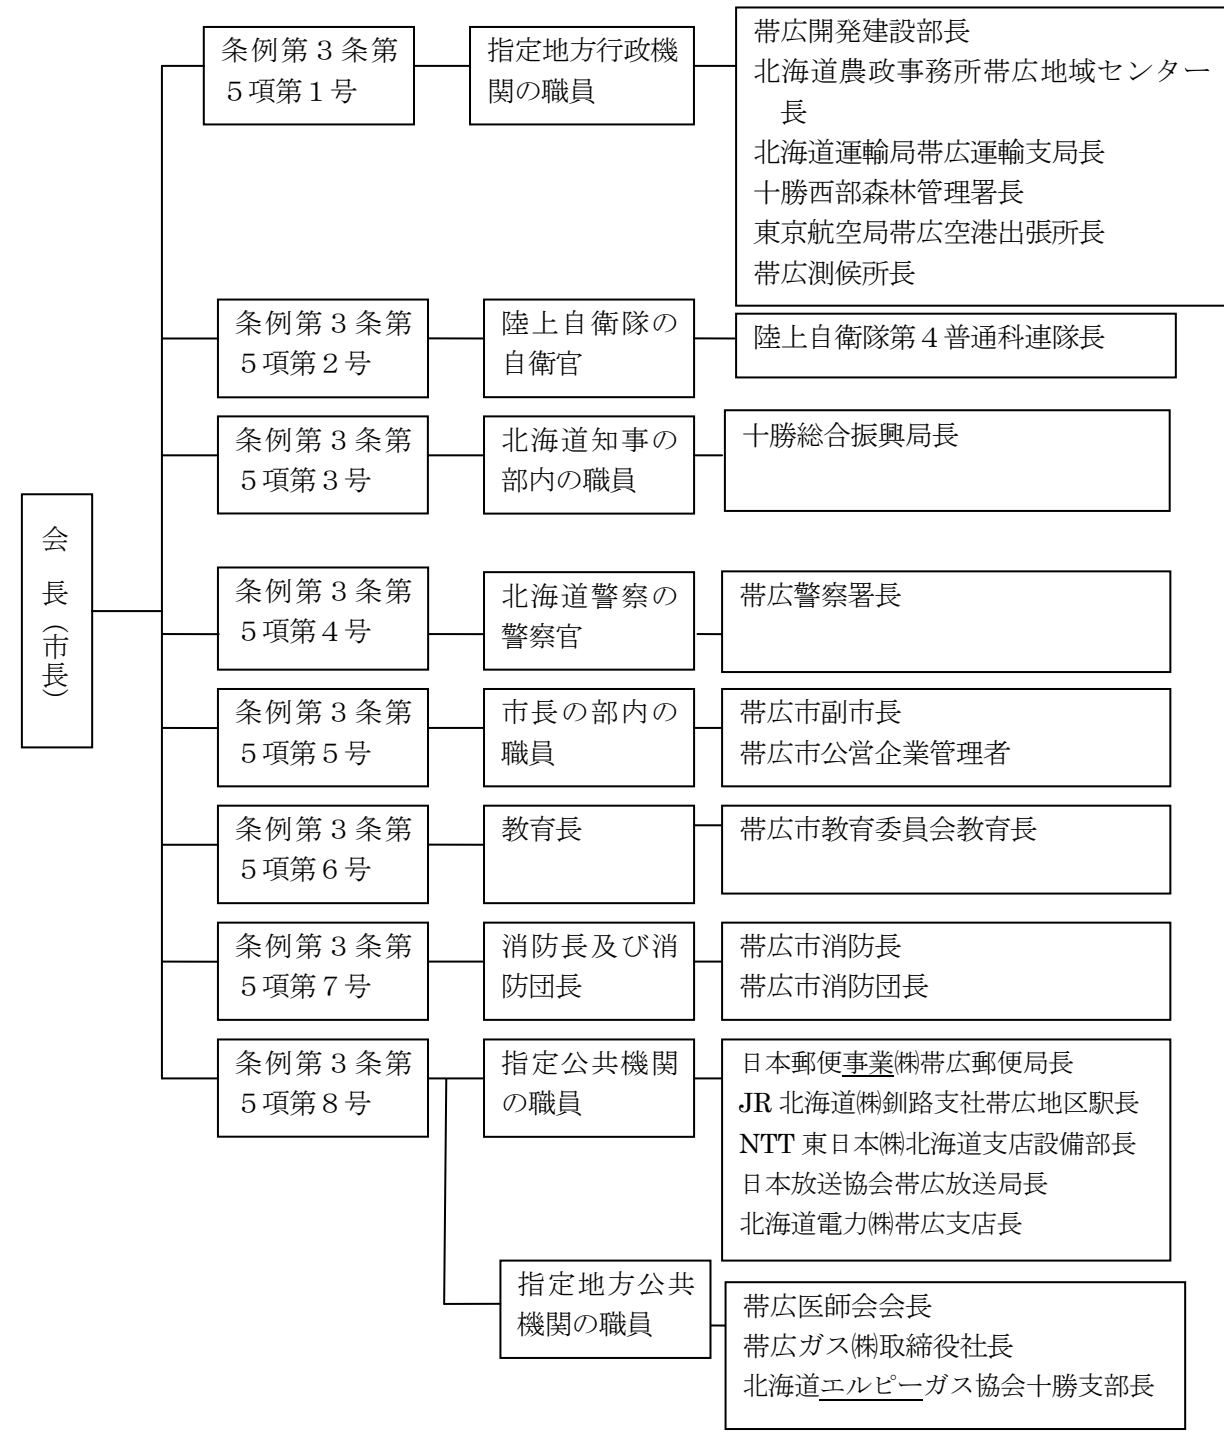 会長（市長）
条例第３条第
５項第１号
指定地方行政機
関の職員
帯広開発建設部長
北海道農政事務所帯広地域センター
長
北海道運輸局帯広運輸支局長
十勝西部森林管理署長
東京航空局帯広空港出張所長
帯広測候所長
条例第３条第
５項第２号
陸上自衛隊の
自衛官
陸上自衛隊第４普通科連隊長
条例第３条第
５項第３号
北海道知事の
部内の職員
十勝総合振興局長
条例第３条第
５項第４号
北海道警察の
警察官
帯広警察署長
条例第３条第
５項第５号
市長の部内の
職員
帯広市副市長
帯広市公営企業管理者
条例第３条第
５項第６号
教育長
帯広市教育委員会教育長
条例第３条第
５項第７号
消防長及び消
防団長
帯広市消防長
帯広市消防団長
条例第３条第
５項第８号
指定公共機関
の職員
日本郵便事業㈱帯広郵便局長
JR 北海道㈱釧路支社帯広地区駅長
NTT 東日本㈱北海道支店設備部長
日本放送協会帯広放送局長
北海道電力㈱帯広支店長
指定地方公共
機関の職員
帯広医師会会長
帯広ガス㈱取締役社長
北海道エルピーガス協会十勝支部長